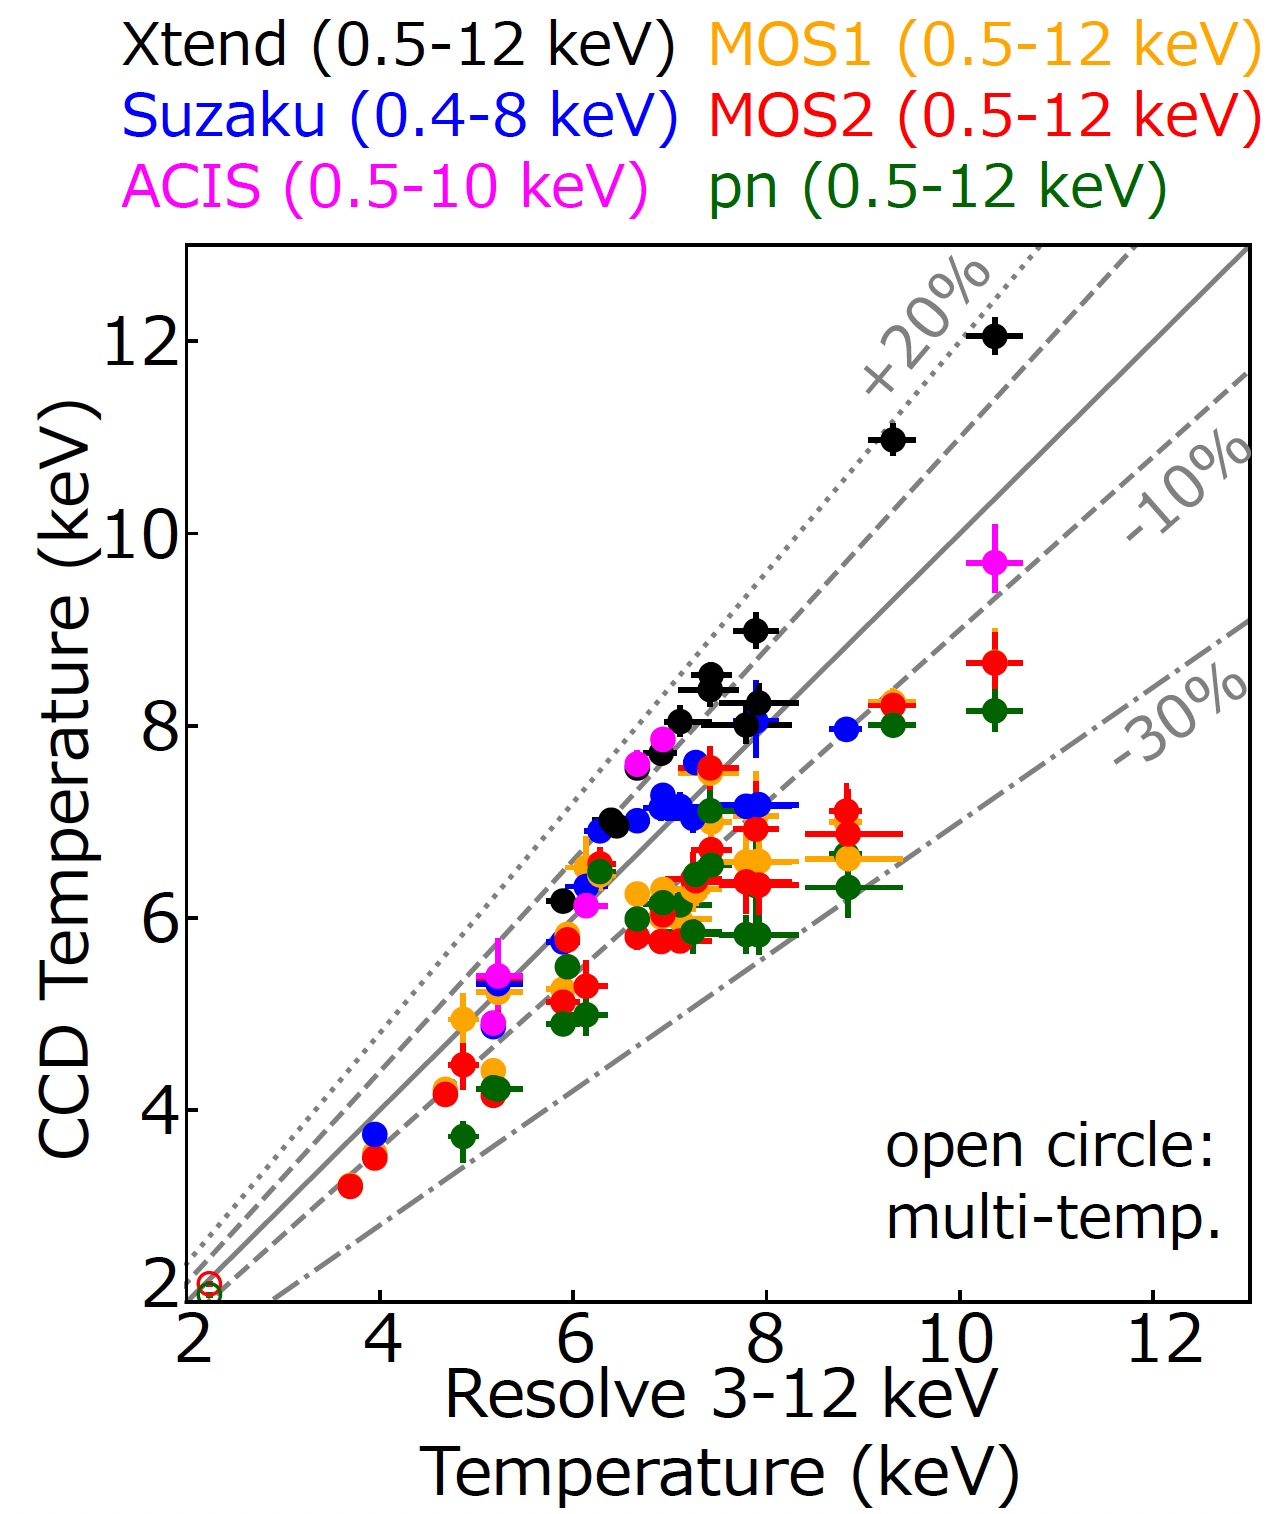 Xtend (0.5-12 keV) MOS1 (0.5-12 keV)
Suzaku (0.4-8 keV) MOS2 (0.5-12 keV)
ACIS (0.5-10 keV) pn (0.5-12 keV)
+20%
-10%
-30%
12
10
8
6
4
2
CCD Temperature (keV)
open circle:
multi-temp.
2 4 6 8 10 12
Resolve 3-12 keV
Temperature (keV)